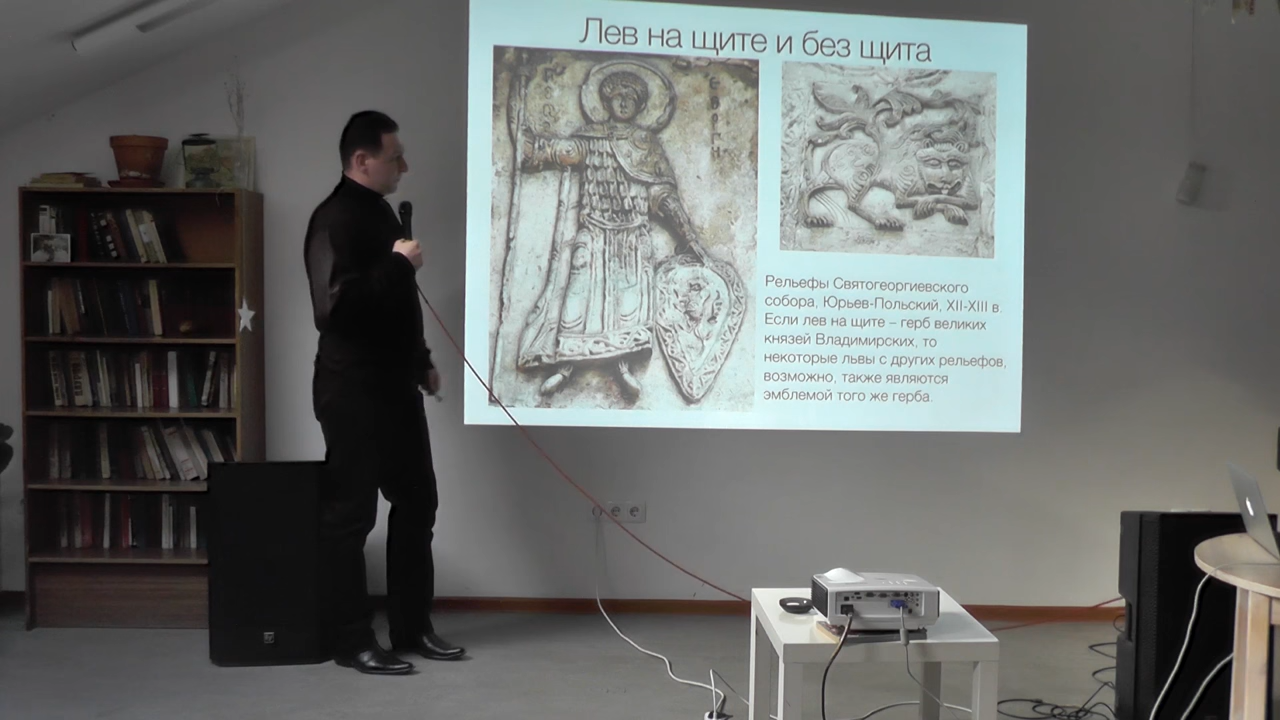 Лев на щите и без щита
Рельефы Святогеоргиевского
собора, Юрьев-Польский, XII-XIII в.
Если лев на щите – герб великих
князей Владимирских, то
некоторые львы с других рельефов,
возможно, также являются
эмблемой того же герба.